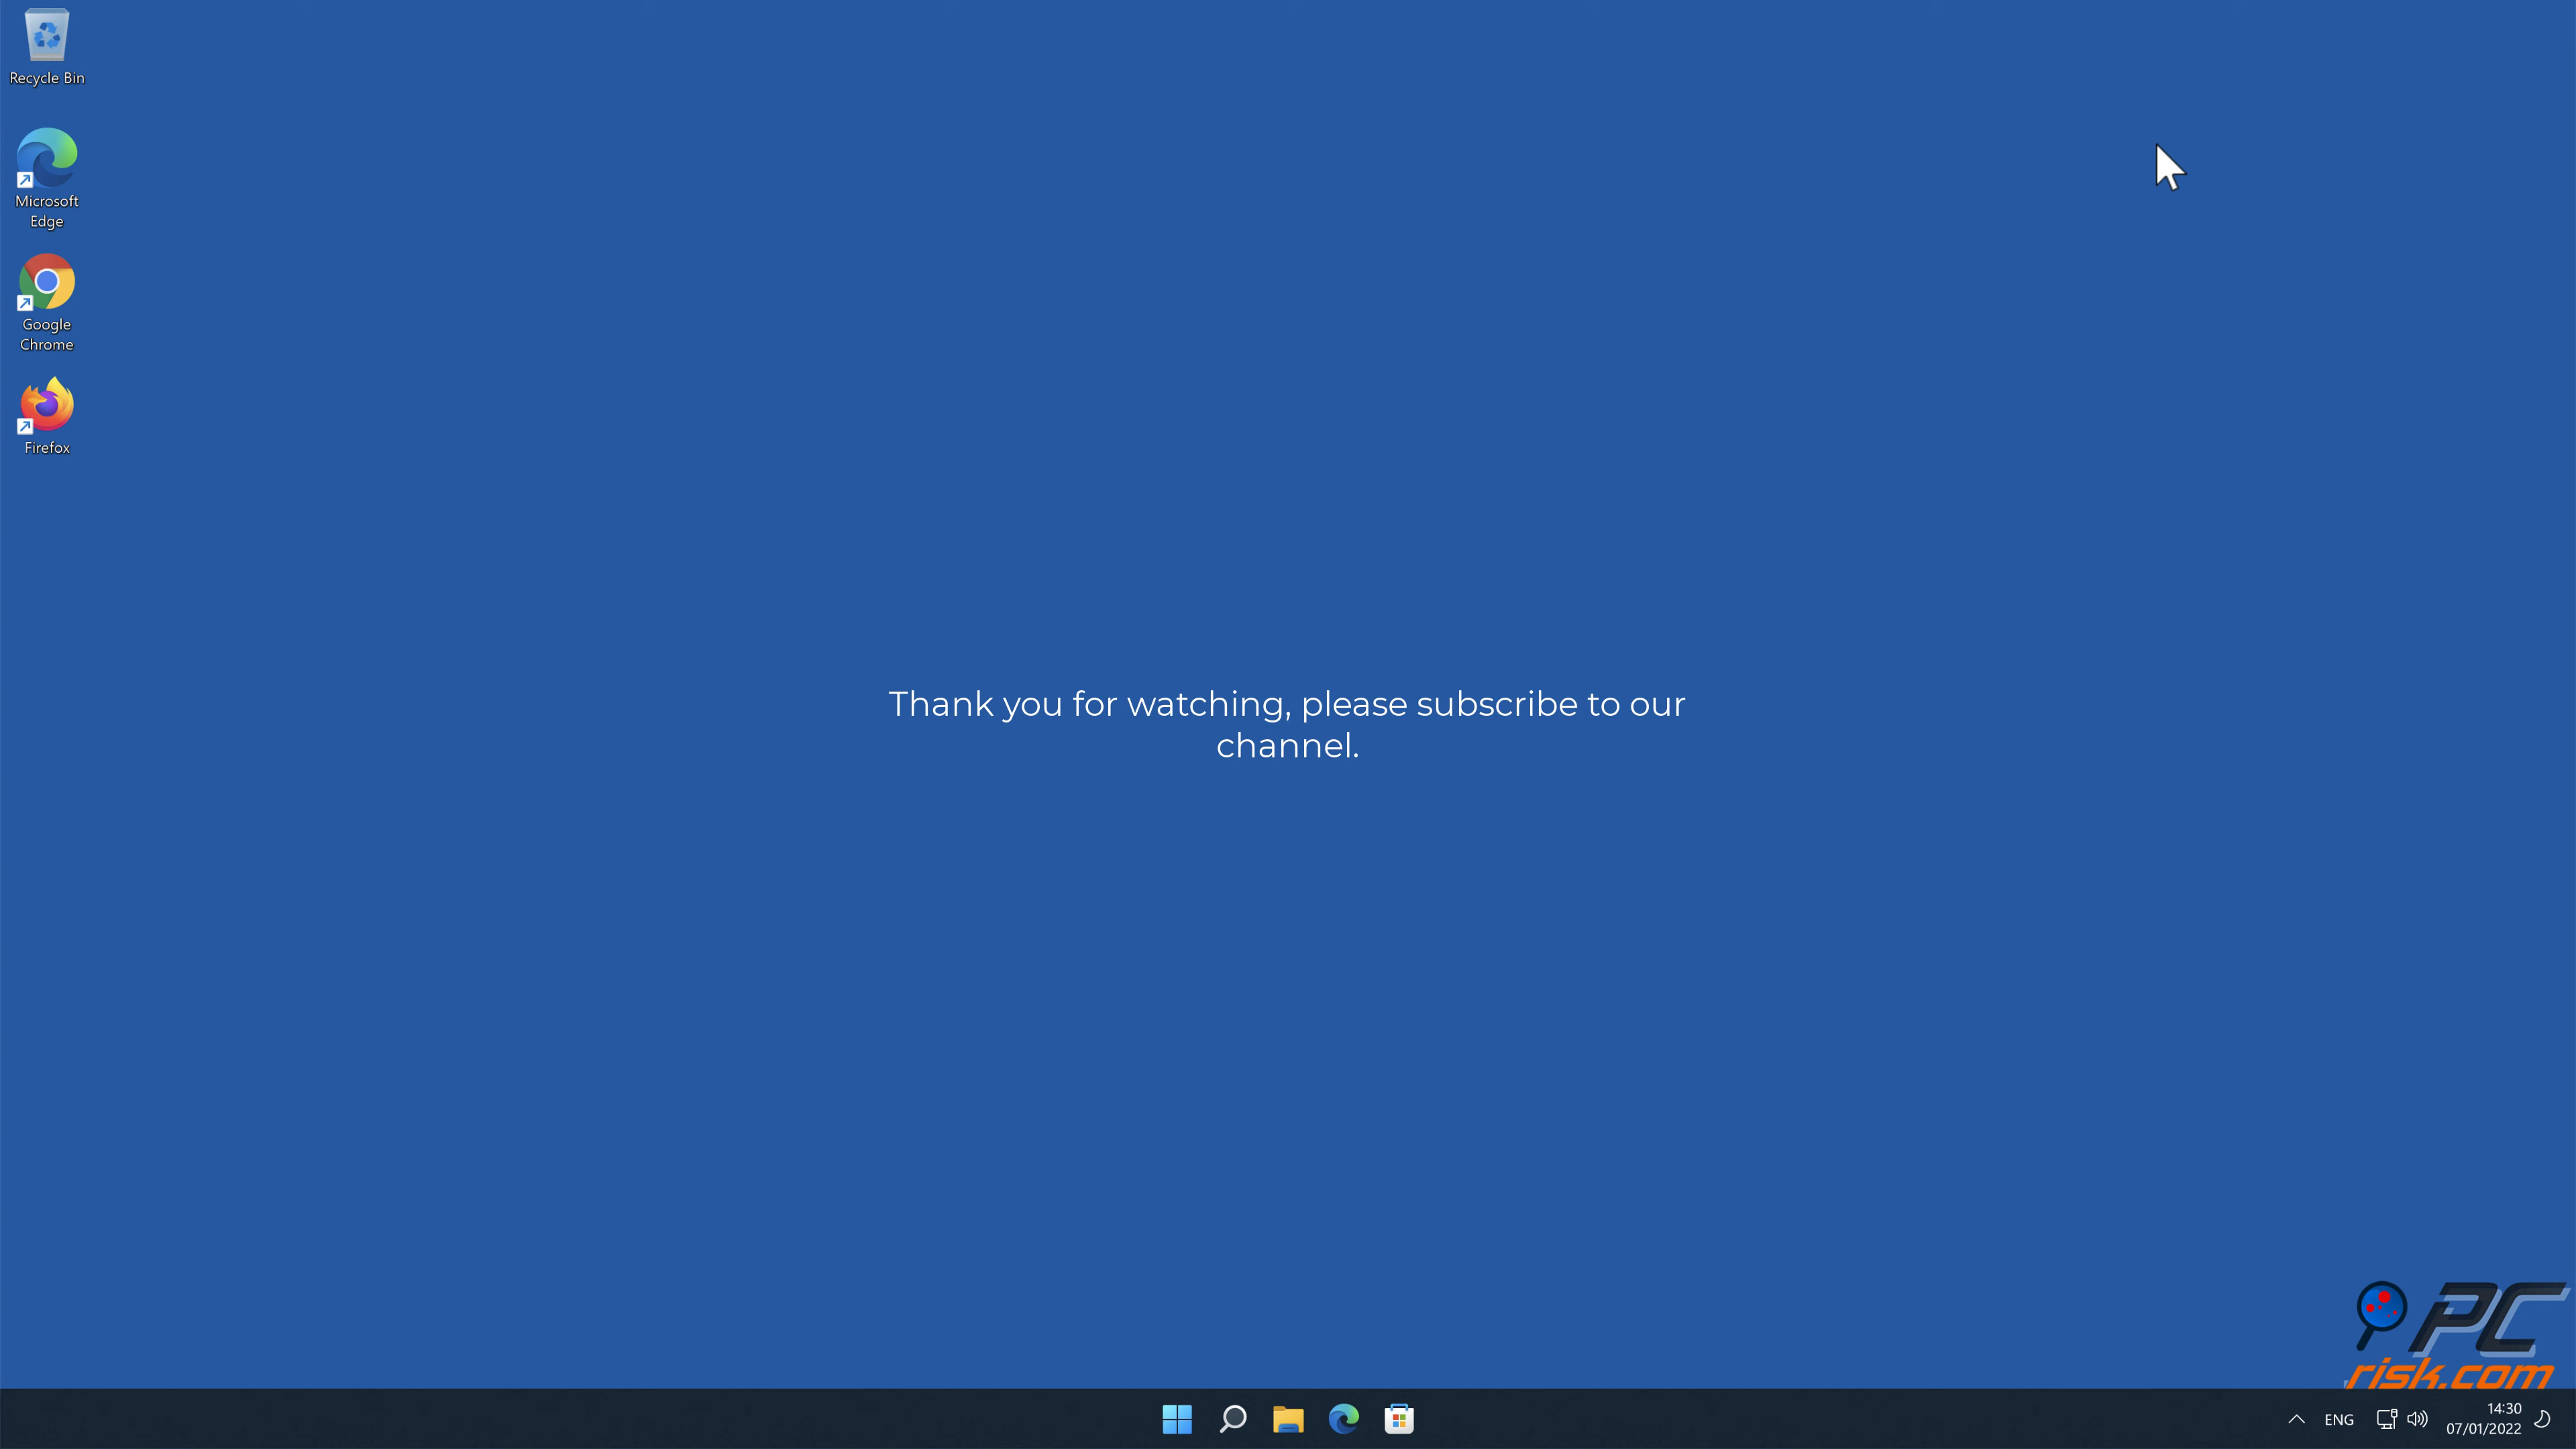 Recycle Bin
Microsoft
Edge
Google
Chrome
Firefox
Thank you for watching, please subscribe to our
channel.
PC
risk.com
ENG
14:30
07/01/2022